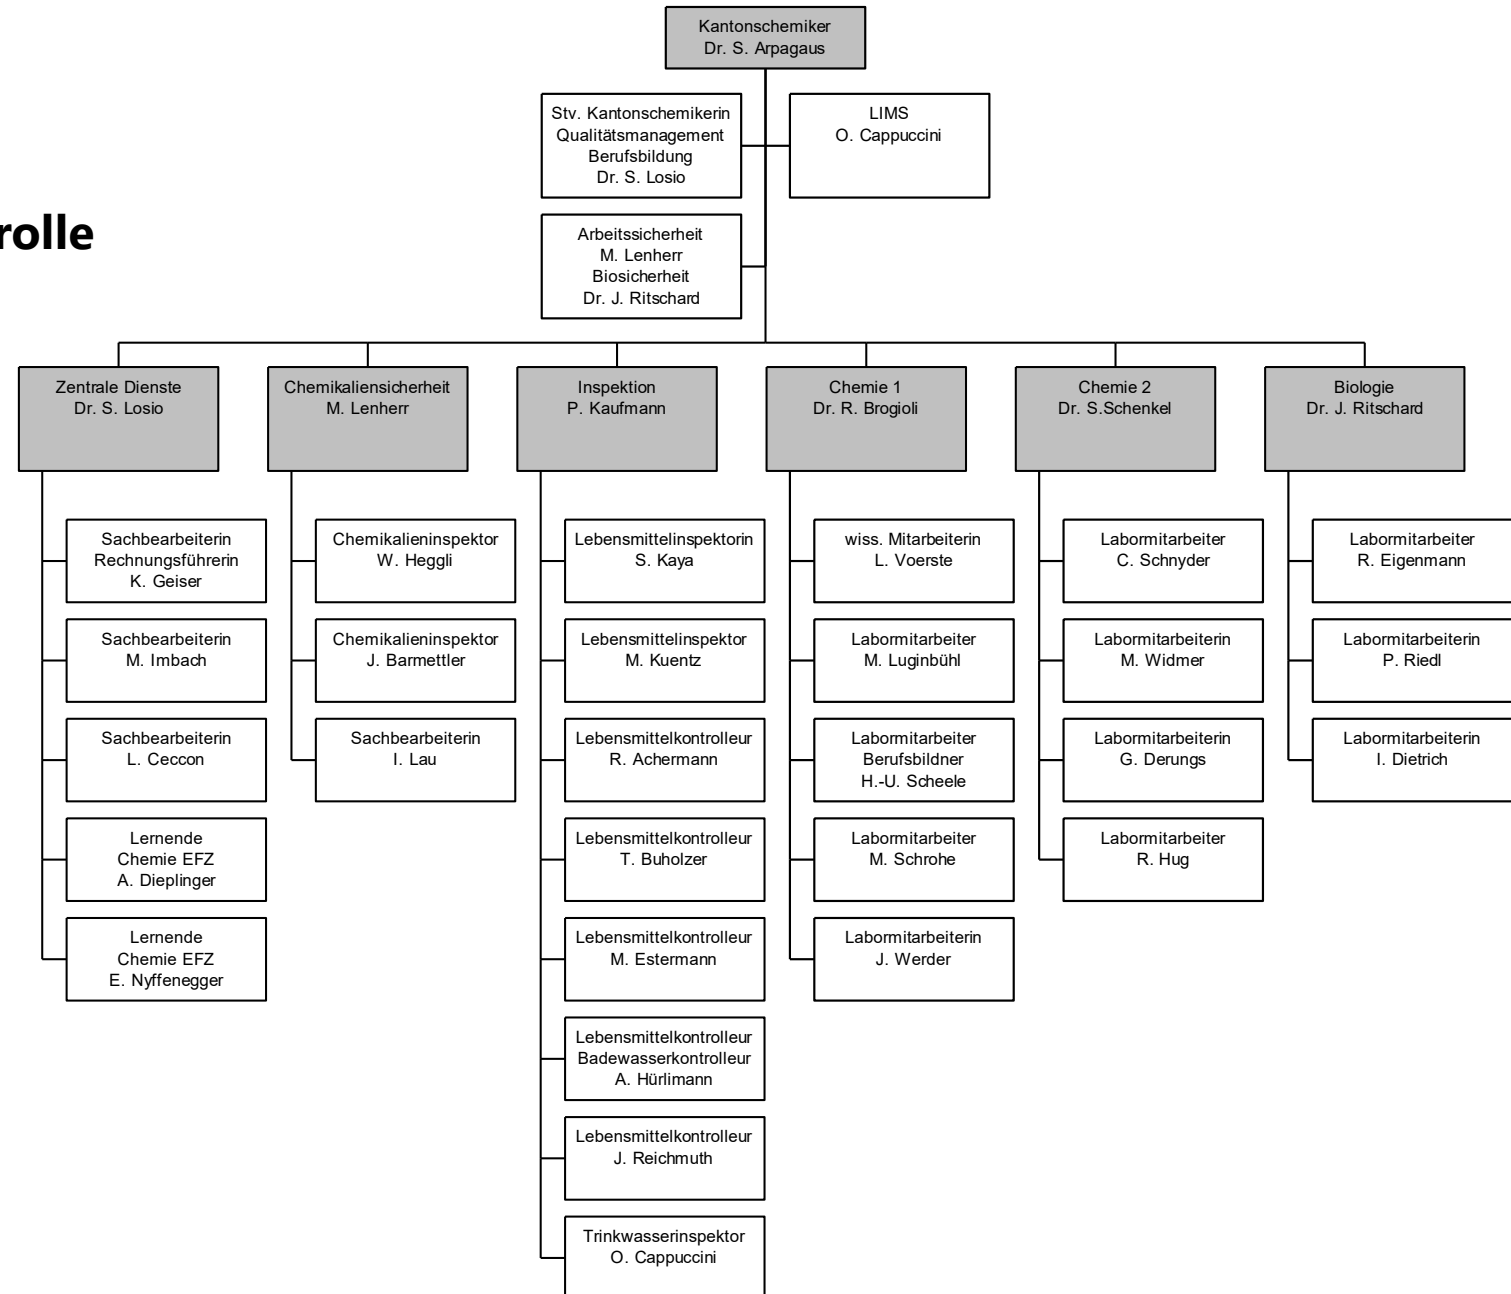 Kantonschemiker
Dr. S. Arpagaus
Stv. Kantonschemikerin
Qualitätsmanagement
Berufsbildung
Dr. S. Losio
LIMS
O. Cappuccini
rolle
Arbeitssicherheit
M. Lenherr
Biosicherheit
Dr. J. Ritschard
Zentrale Dienste
Dr. S. Losio
Chemikaliensicherheit
M. Lenherr
Inspektion
P. Kaufmann
Chemie 1
Dr. R. Brogioli
Chemie 2
Dr. S.Schenkel
Biologie
Dr. J. Ritschard
Sachbearbeiterin
Rechnungsführerin
K. Geiser
Sachbearbeiterin
M. Imbach
Sachbearbeiterin
L. Ceccon
Lernende
Chemie EFZ
A. Dieplinger
Lernende
Chemie EFZ
E. Nyffenegger
Chemikalieninspektor
W. Heggli
Chemikalieninspektor
J. Barmettler
Sachbearbeiterin
I. Lau
Lebensmittelinspektorin
S. Kaya
Lebensmittelinspektor
M. Kuentz
Lebensmittelkontrolleur
R. Achermann
Lebensmittelkontrolleur
T. Buholzer
Lebensmittelkontrolleur
M. Estermann
Lebensmittelkontrolleur
Badewasserkontrolleur
A. Hürlimann
Lebensmittelkontrolleur
J. Reichmuth
Trinkwasserinspektor
O. Cappuccini
wiss. Mitarbeiterin
L. Voerste
Labormitarbeiter
M. Luginbühl
Labormitarbeiter
Berufsbildner
H.-U. Scheele
Labormitarbeiter
M. Schrohe
Labormitarbeiterin
J. Werder
Labormitarbeiter
C. Schnyder
Labormitarbeiterin
M. Widmer
Labormitarbeiterin
G. Derungs
Labormitarbeiter
R. Hug
Labormitarbeiter
R. Eigenmann
Labormitarbeiterin
P. Riedl
Labormitarbeiterin
I. Dietrich